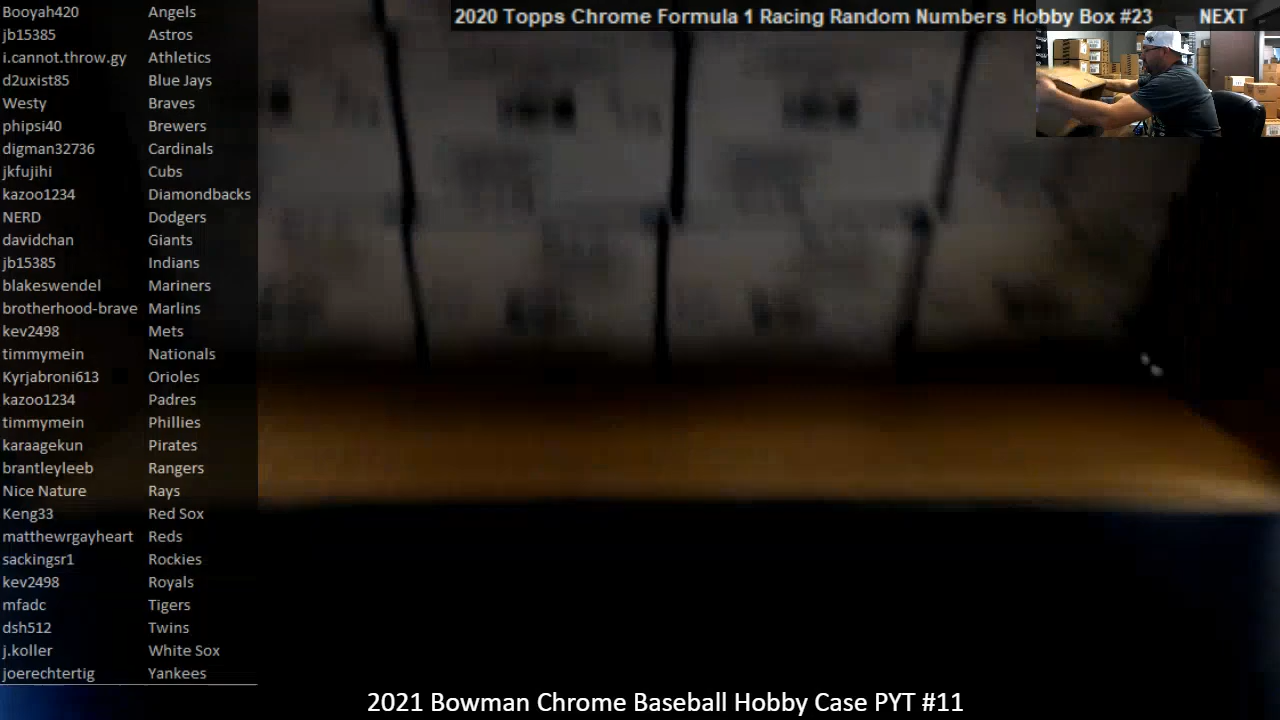 2020 Topps Chrome Formula 1 Racing Random Numbers Hobby Box #23 NEXT
Booyah420 Angels
jb15385 Astros
i.cannot.throw.gy Athletics
d2uxist85 Blue Jays
Westy Braves
phipsi40 Brewers
digman32736 Cardinals
jkfujihi Cubs
kazoo1234 Diamondbacks
NERD Dodgers
davidchan Giants
jb15385 Indians
blakeswendel Mariners
brotherhood-brave Marlins
kev2498 Mets
timmymein Nationals
Kyrjabroni613 Orioles
kazoo1234 Padres
timmymein Phillies
karaagekun Pirates
brantleyleeb Rangers
Nice Nature Rays
Keng33 Red Sox
matthewrgayheart Reds
sackingsr1 Rockies
kev2498 Royals
mfadc Tigers
dsh512 Twins
j.koller White Sox
joerechtertig Yankees
2021 Bowman Chrome Baseball Hobby Case PYT #11